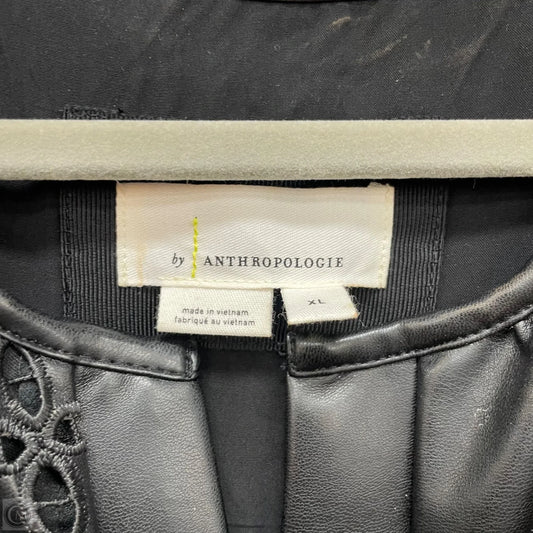 by ANTHROPOLOGIE
made in vietnam
fabriqué au vietnam
XL